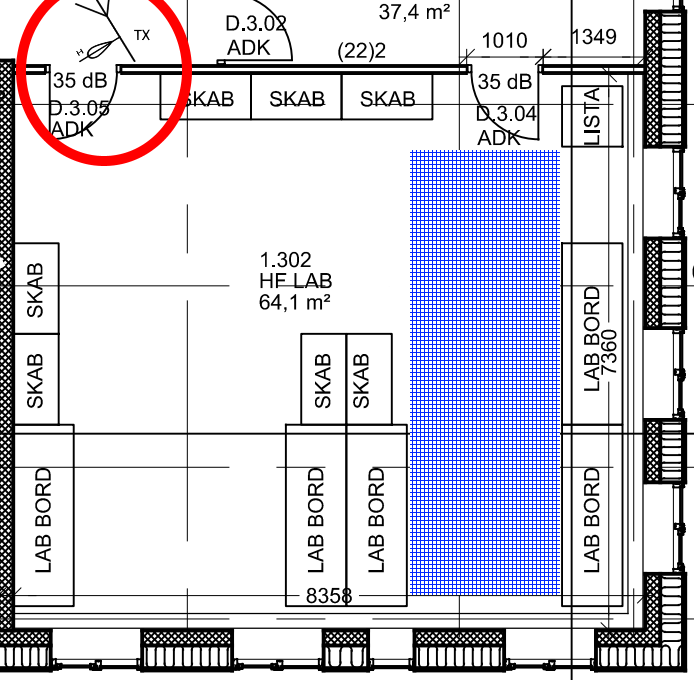 37,4 m²
D.3.02
ADK
TX
H
(22)2
1010
1349
35 dB
D.3.05
ADK
SKAB
SKAB
SKAB
35 dB
D.3.04
ADK
LISTA
1.302
HF LAB
64,1 m²
SKAB
SKAB
SKAB
SKAB
LAB BORD
7360
LAB BORD
LAB BORD
LAB BORD
LAB BORD
8358